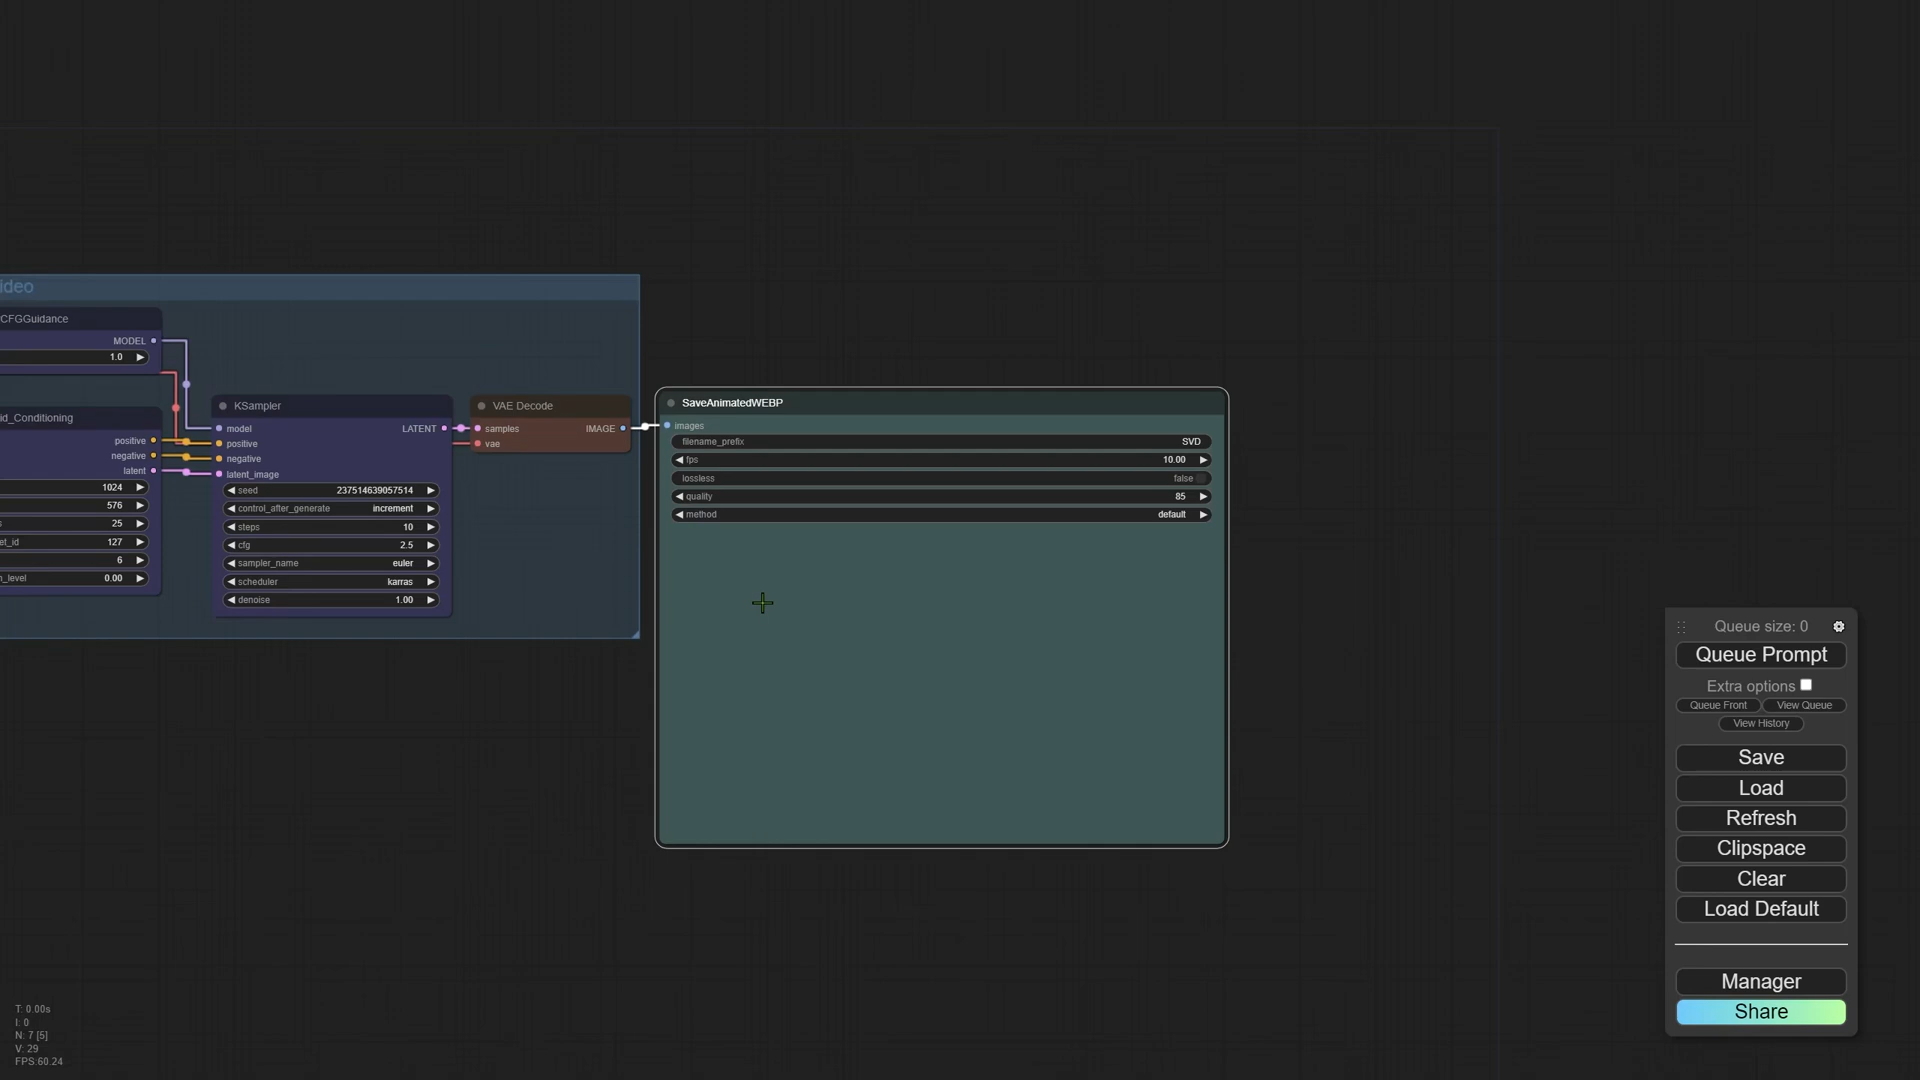 ideo
CFGGuidance
MODEL
1.0
id_Conditioning
positive
negative
latent
1024
576
25
et_id 127
6
n_level 0.00
KSampler
model LATENT
positive
negative
latent_image
seed 237514639057514
control_after_generate increment
steps 10
cfg 2.5
sampler_name euler
scheduler karras
denoise 1.00
VAE Decode
samples IMAGE
vae
SaveAnimatedWEBP
images
filename_prefix SVD
fps 10.00
lossless false
quality 85
method default
Queue size: 0
Queue Prompt
Extra options
Queue Front View Queue
View History
Save
Load
Refresh
Clipspace
Clear
Load Default
Manager
Share
T: 0.00s
I: 0
N: 7 [5]
V: 29
FPS:60.24